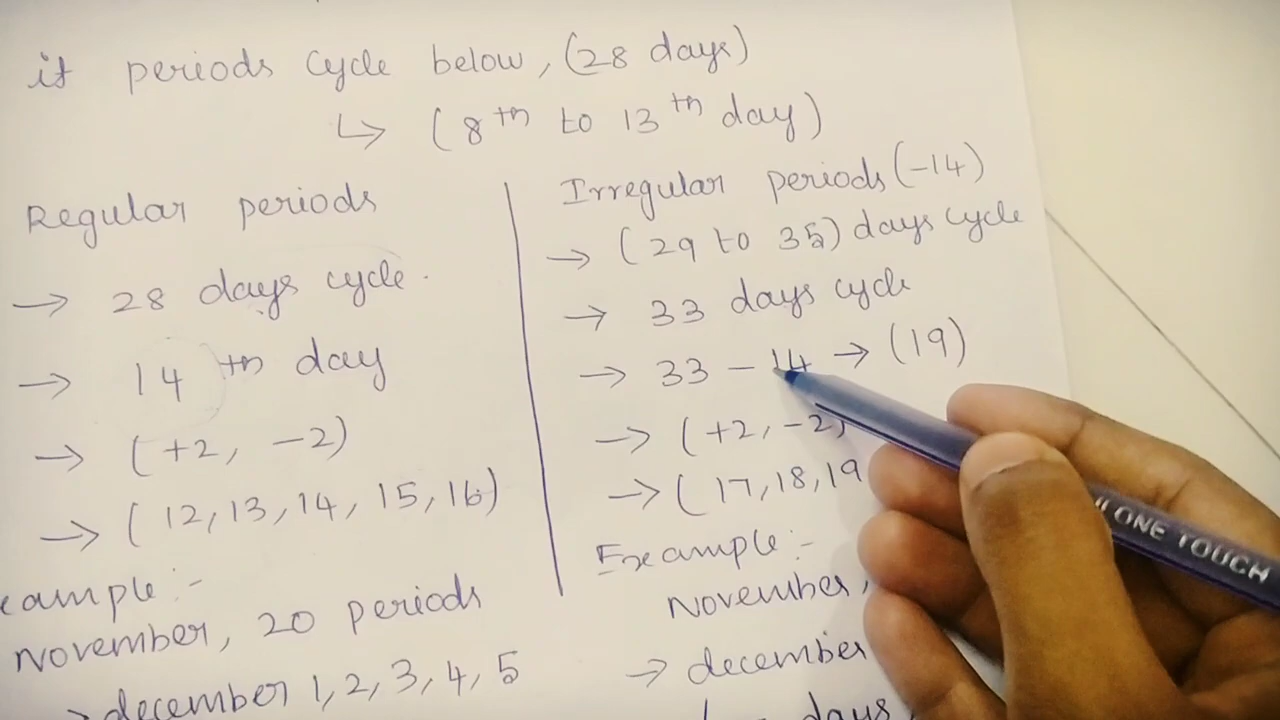 if periods cycle below, (28 days)
↳ (8th to 13th day)
Regular periods
→ 28 days cycle.
→ 14th day
→ (+2, -2)
→ (12, 13, 14, 15, 16)
example :-
november, 20 periods
→ december 1, 2, 3, 4, 5
Irregular periods (-14)
→ (29 to 35) days cycle
→ 33 days cycle
→ 33 - 14 → (19)
→ (+2, -2)
→ ( 17, 18, 19
Example :-
november,
→ december
days,
ONE TOUCH